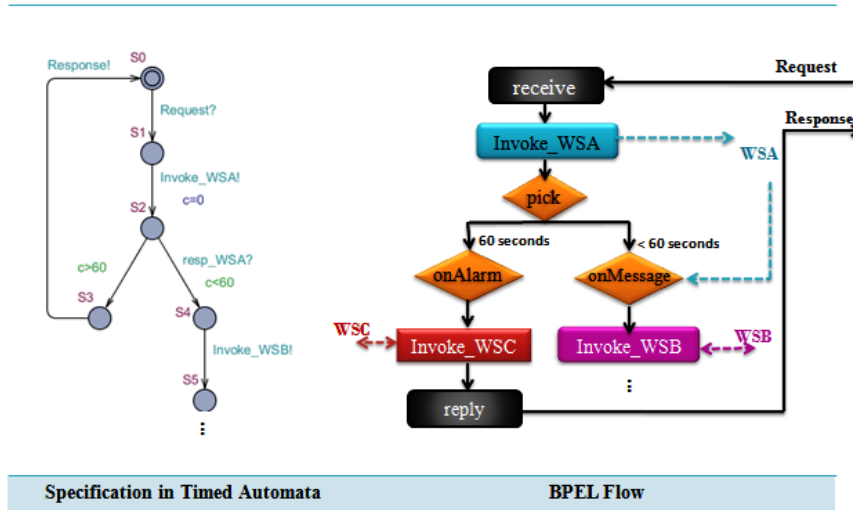 S0
Response!
Request?
S1
Invoke_WSA!
c=0
S2
resp_WSA?
c>60
c<60
S3
S4
Invoke_WSB!
S5
⋮
Request
receive
Response
Invoke_WSA
WSA
pick
60 seconds
< 60 seconds
onAlarm
onMessage
WSC
Invoke_WSC
Invoke_WSB
WSB
⋮
reply
Specification in Timed Automata
BPEL Flow